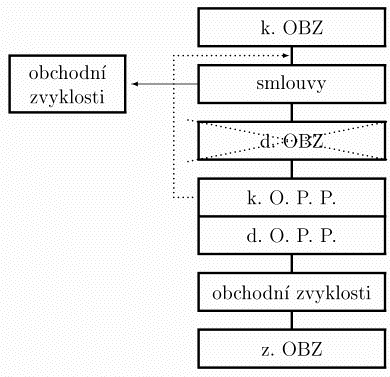 k. OBZ
obchodní
zvyklosti
smlouvy
d. OBZ
k. O. P. P.
d. O. P. P.
obchodní zvyklosti
z. OBZ